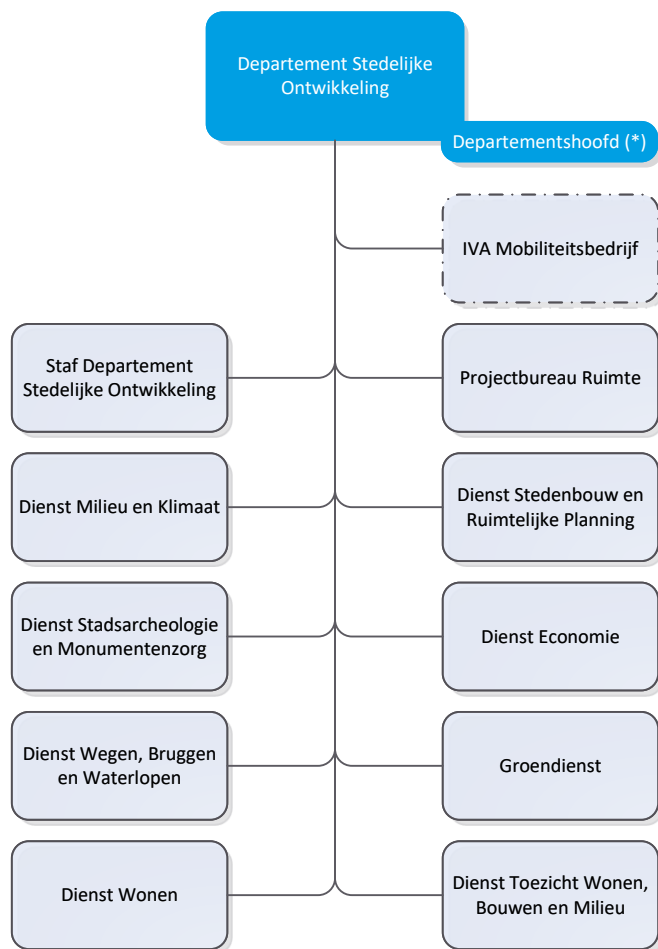 Departement Stedelijke
Ontwikkeling
Departementshoofd (*)
IVA Mobiliteitsbedrijf
Staf Departement
Stedelijke Ontwikkeling
Projectbureau Ruimte
Dienst Milieu en Klimaat
Dienst Stedenbouw en
Ruimtelijke Planning
Dienst Stadsarcheologie
en Monumentenzorg
Dienst Economie
Dienst Wegen, Bruggen
en Waterlopen
Groendienst
Dienst Wonen
Dienst Toezicht Wonen,
Bouwen en Milieu